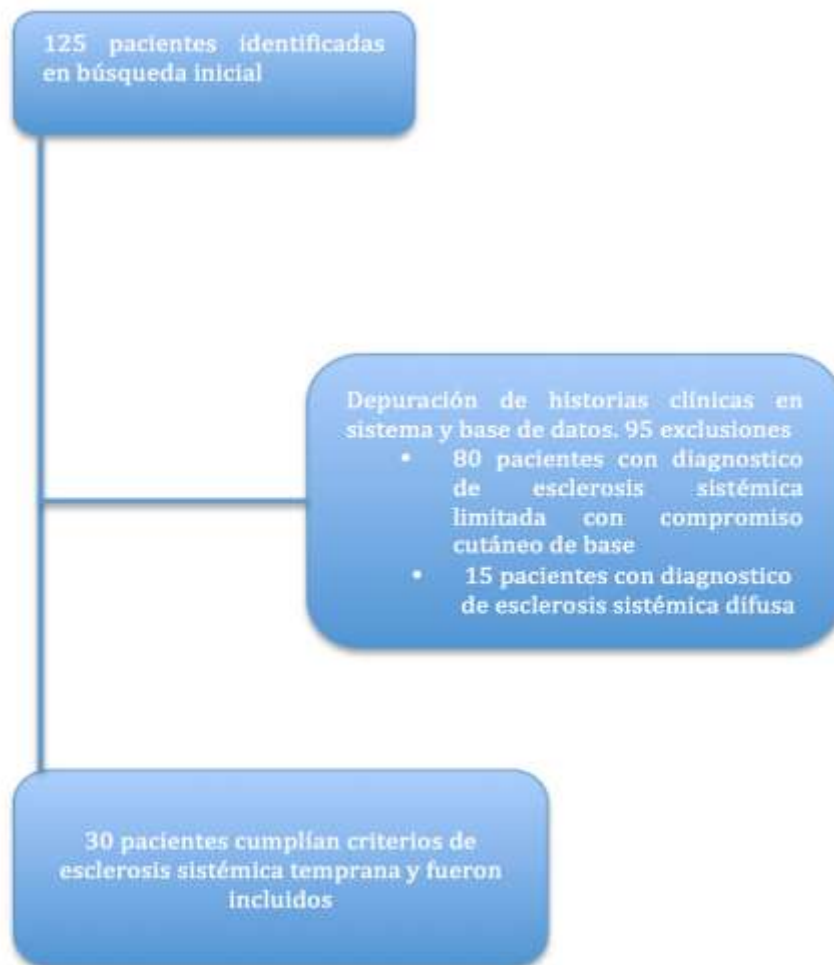 125 pacientes identificadas
en búsqueda inicial
Depuración de historias clínicas en
sistema y base de datos. 95 exclusiones
• 80 pacientes con diagnostico
de esclerosis sistémica
limitada con compromiso
cutáneo de base
• 15 pacientes con diagnostico
de esclerosis sistémica difusa
30 pacientes cumplían criterios de
esclerosis sistémica temprana y fueron
incluidos